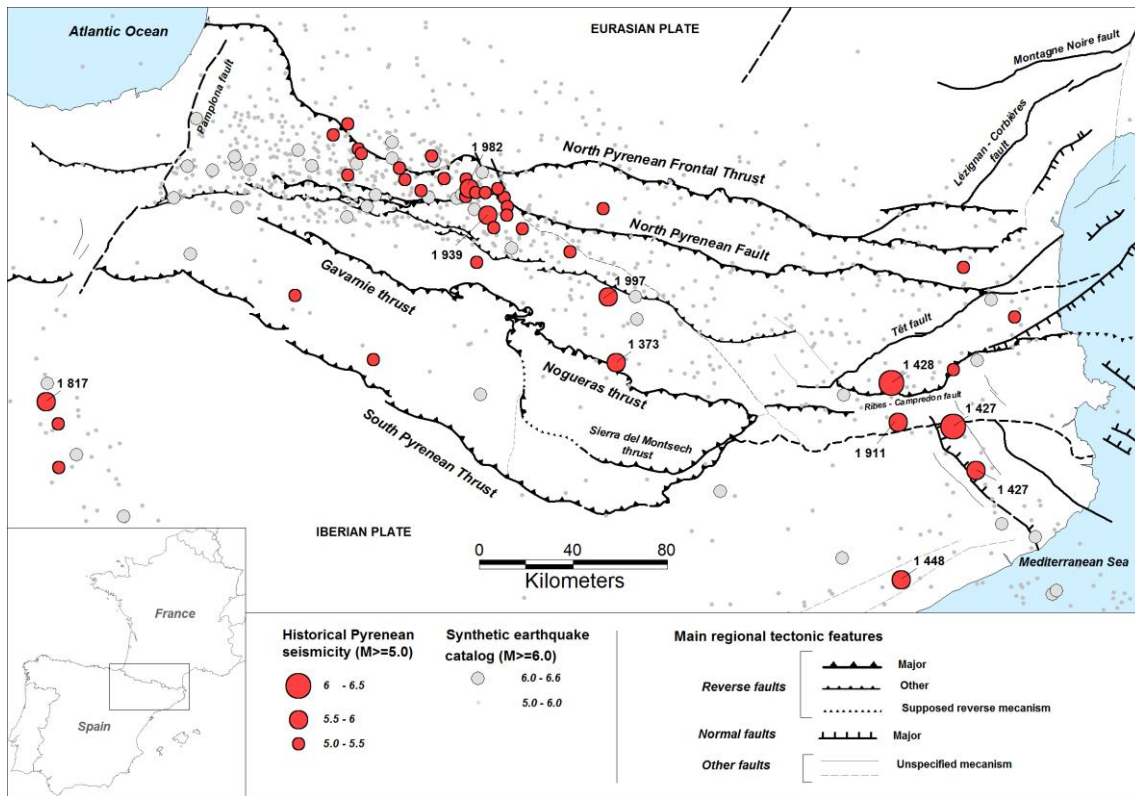 Atlantic Ocean
EURASIAN PLATE
Montagne Noire fault
Pamplona fault
Lézignan-Corbières
fault
1 982
North Pyrenean Frontal Thrust
North Pyrenean Fault
1 939
Gavarnie thrust
1 997
Têt fault
1 373
1 428
1 817
Nogueras thrust
Ribes - Campredon fault
1 427
South Pyrenean Thrust
Sierra del Montsech
thrust
1 911
1 427
IBERIAN PLATE
0 40 80
Kilometers
Mediterranean Sea
1 448
France
Spain
Historical Pyrenean
seismicity (M>=5.0)
6 - 6.5
5.5 - 6
5.0 - 5.5
Synthetic earthquake
catalog (M>=6.0)
6.0 - 6.6
5.0 - 6.0
Main regional tectonic features
Reverse faults
Major
Other
Supposed reverse mecanism
Normal faults
Major
Other faults
Unspecified mecanism